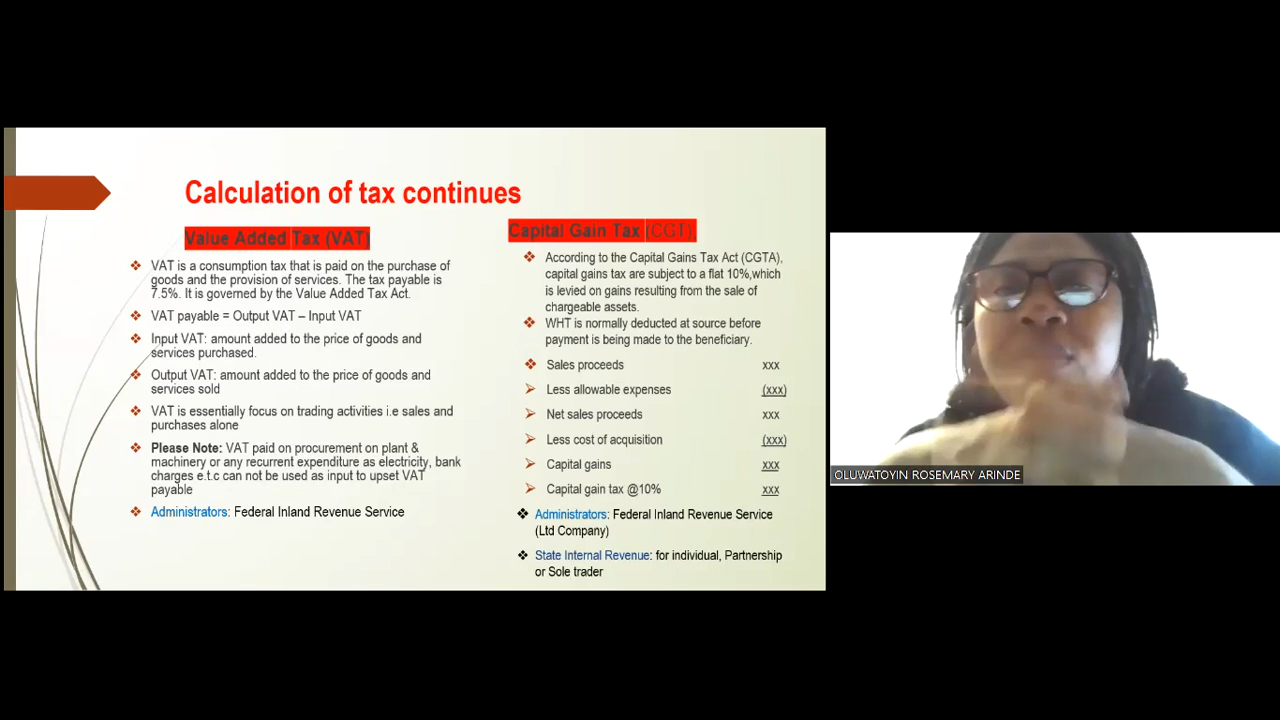 Calculation of tax continues
Value Added Tax (VAT)
VAT is a consumption tax that is paid on the purchase of
goods and the provision of services. The tax payable is
7.5%. It is governed by the Value Added Tax Act.
VAT payable = Output VAT – Input VAT
Input VAT: amount added to the price of goods and
services purchased.
Output VAT: amount added to the price of goods and
services sold
VAT is essentially focus on trading activities i.e sales and
purchases alone
Please Note: VAT paid on procurement on plant &
machinery or any recurrent expenditure as electricity, bank
charges e.t.c can not be used as input to upset VAT
payable
Administrators: Federal Inland Revenue Service
Capital Gain Tax (CGT).
According to the Capital Gains Tax Act (CGTA),
capital gains tax are subject to a flat 10%,which
is levied on gains resulting from the sale of
chargeable assets.
WHT is normally deducted at source before
payment is being made to the beneficiary.
Sales proceeds xxx
Less allowable expenses (xxx)
Net sales proceeds xxx
Less cost of acquisition (xxx)
Capital gains xxx
Capital gain tax @10% xxx
Administrators: Federal Inland Revenue Service
(Ltd Company)
State Internal Revenue: for individual, Partnership
or Sole trader
OLUWATOYIN ROSEMARY ARINDE